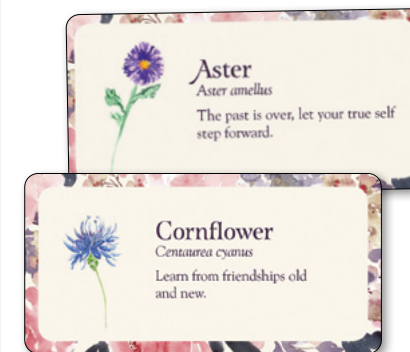 Aster
Aster amellus
The past is over, let your true self
step forward.
Cornflower
Centaurea cyanus
Learn from friendships old
and new.